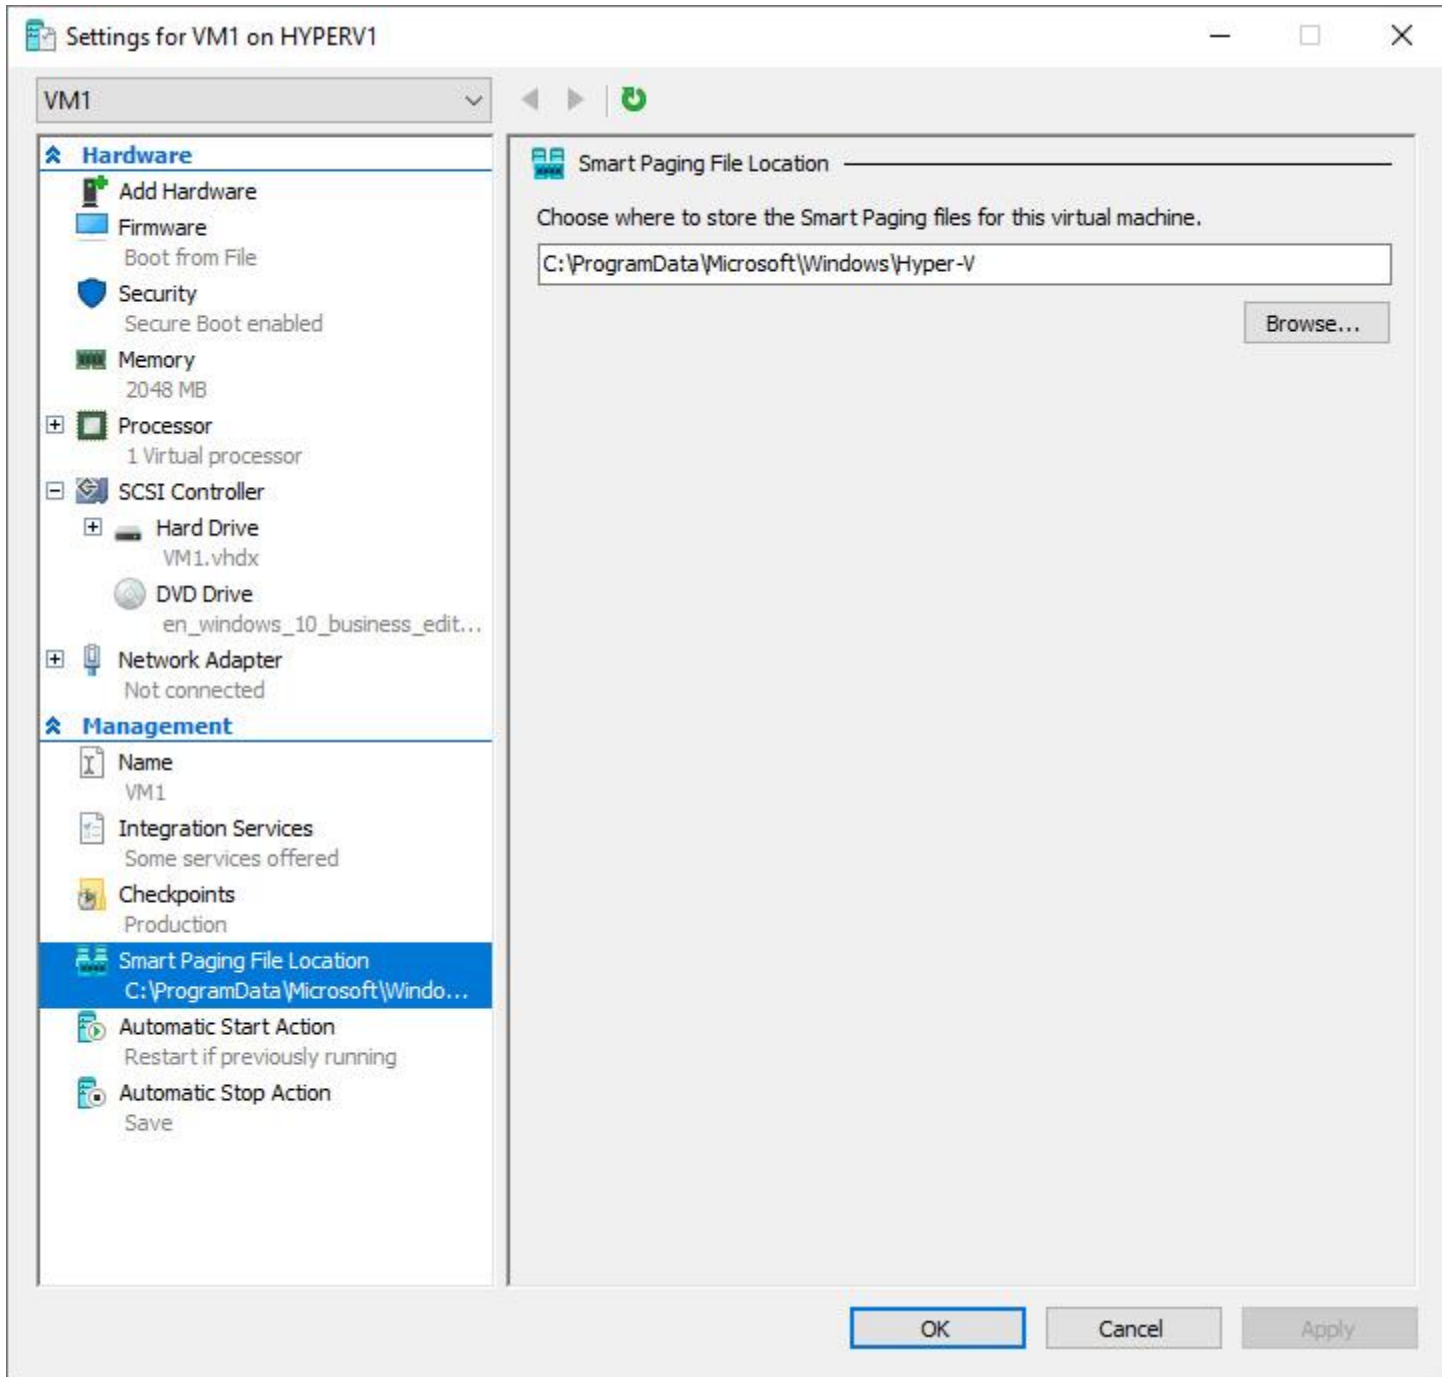 Settings for VM1 on HYPERV1
VM1
Hardware
Add Hardware
Firmware
Boot from File
Security
Secure Boot enabled
Memory
2048 MB
Processor
1 Virtual processor
SCSI Controller
Hard Drive
VM1.vhdx
DVD Drive
en_windows_10_business_edit...
Network Adapter
Not connected
Management
Name
VM1
Integration Services
Some services offered
Checkpoints
Production
Smart Paging File Location
C:\ProgramData\Microsoft\Windo...
Automatic Start Action
Restart if previously running
Automatic Stop Action
Save
Smart Paging File Location
Choose where to store the Smart Paging files for this virtual machine.
C:\ProgramData\Microsoft\Windows\Hyper-V
Browse...
OK
Cancel
Apply